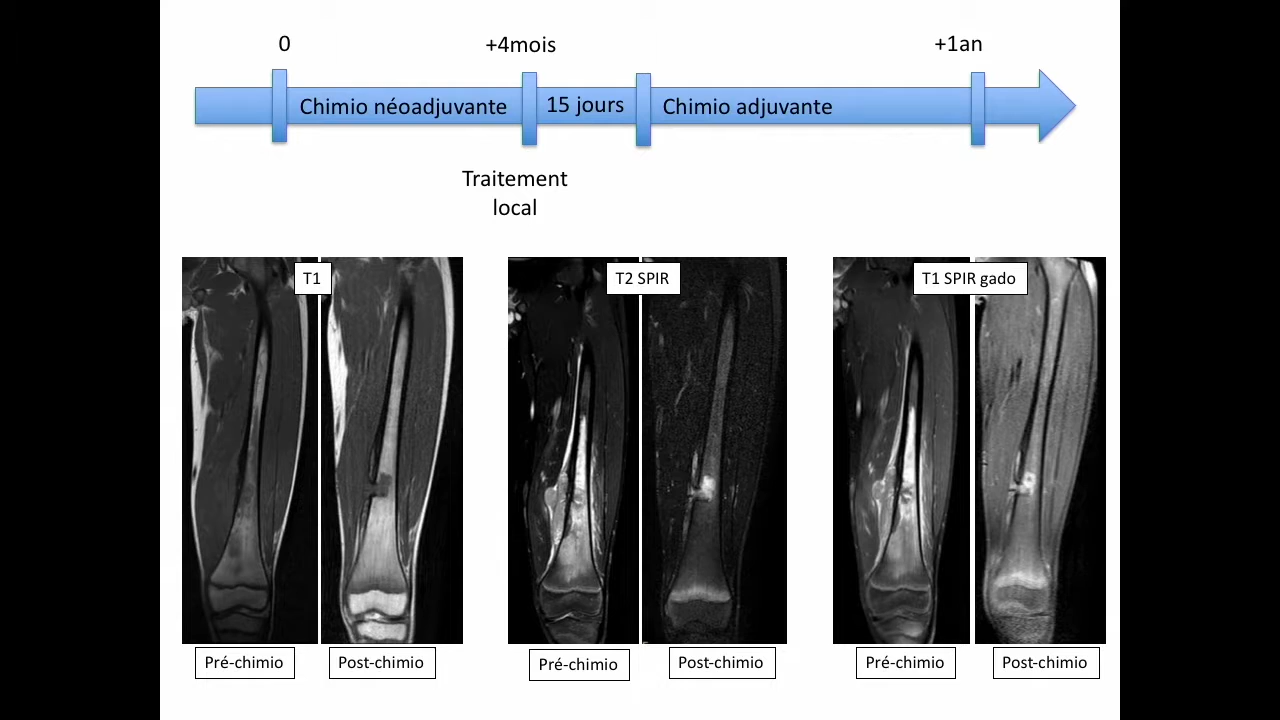 0
+4mois
+1an
Chimio néoadjuvante
15 jours
Chimio adjuvante
Traitement
local
T1
T2 SPIR
T1 SPIR gado
Pré-chimio
Post-chimio
Pré-chimio
Post-chimio
Pré-chimio
Post-chimio